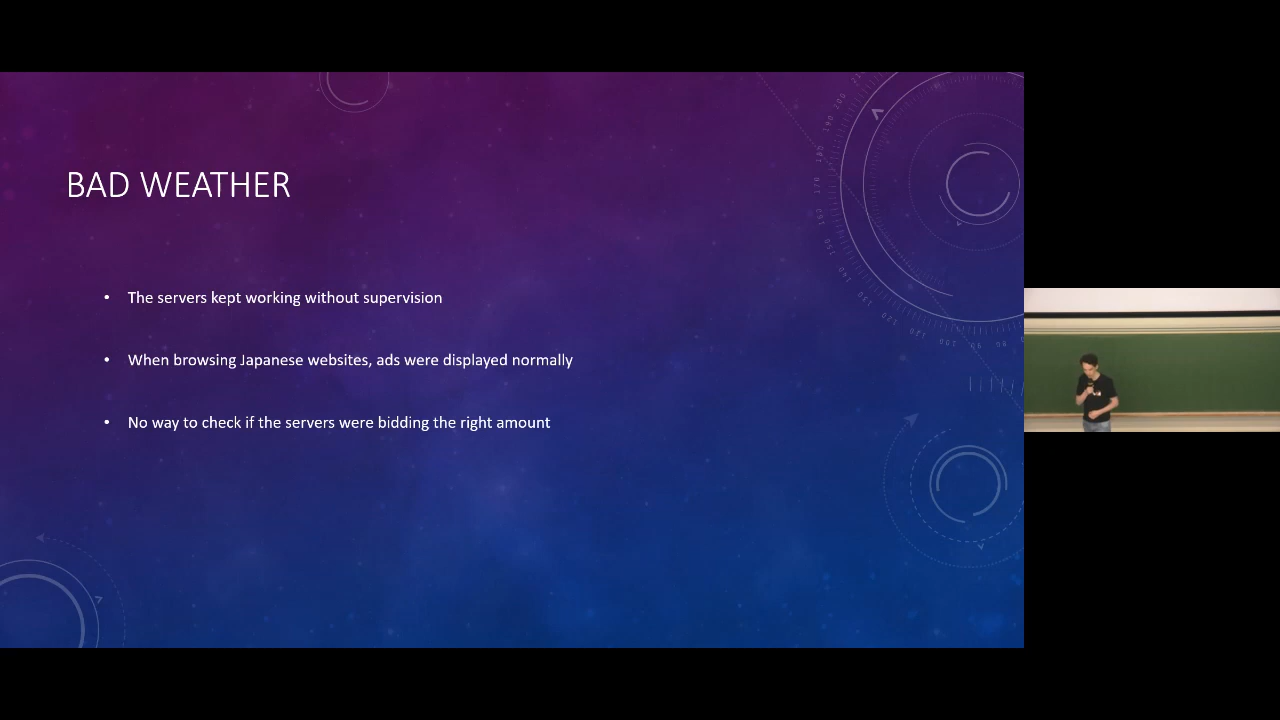 BAD WEATHER
• The servers kept working without supervision
• When browsing Japanese websites, ads were displayed normally
• No way to check if the servers were bidding the right amount